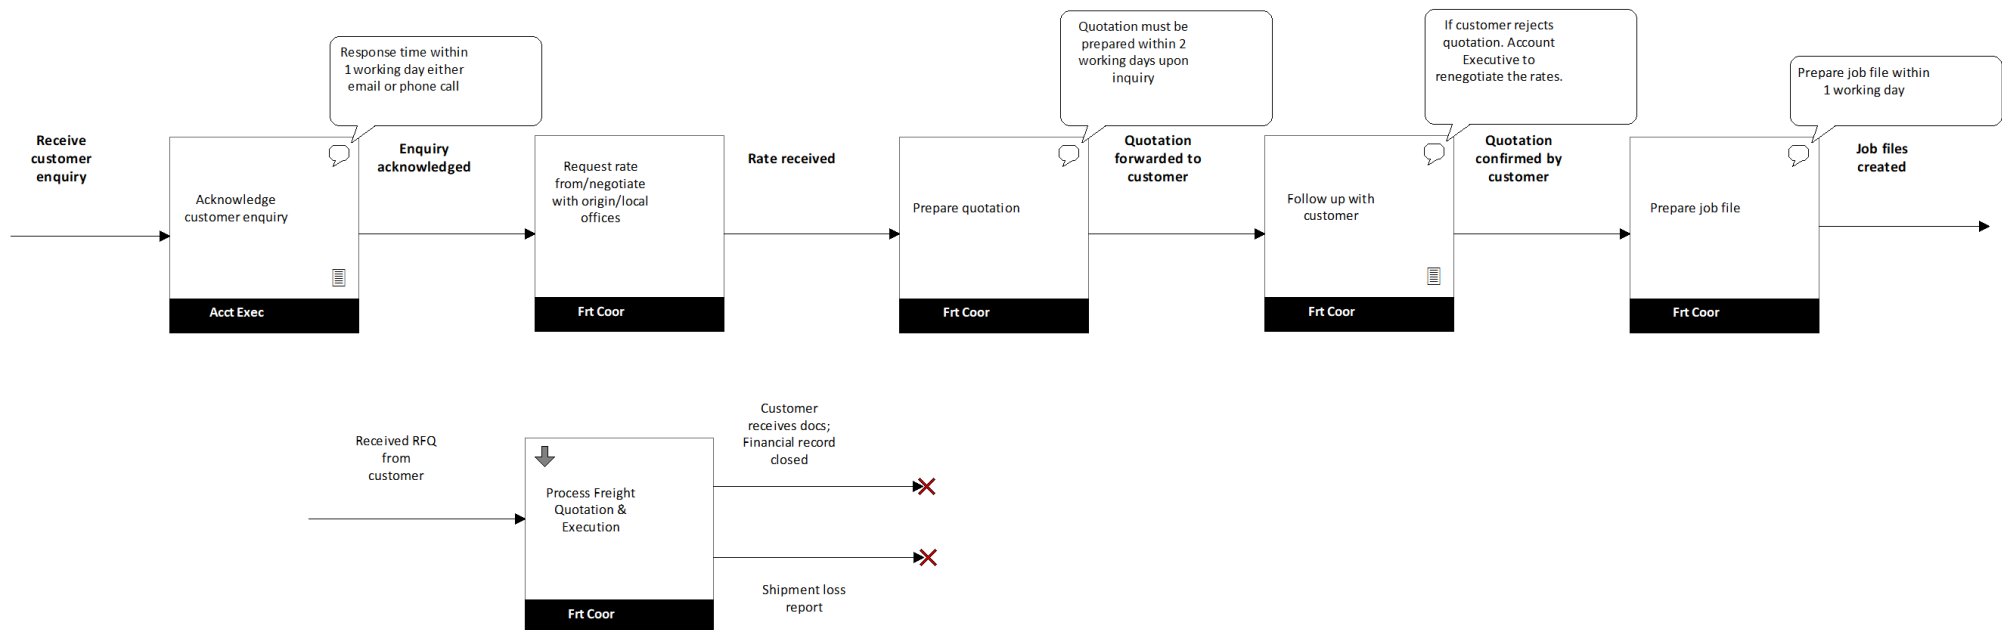 Response time within
1 working day either
email or phone call
Quotation must be
prepared within 2
working days upon
inquiry
If customer rejects
quotation. Account
Executive to
renegotiate the rates.
Prepare job file within
1 working day
Receive
customer
enquiry
Acknowledge
customer enquiry
Acct Exec
Enquiry
acknowledged
Request rate
from/negotiate
with origin/local
offices
Frt Coor
Rate received
Prepare quotation
Frt Coor
Quotation
forwarded to
customer
Follow up with
customer
Frt Coor
Quotation
confirmed by
customer
Prepare job file
Frt Coor
Job files
created
Received RFQ
from
customer
Process Freight
Quotation &
Execution
Frt Coor
Customer
receives docs;
Financial record
closed
Shipment loss
report